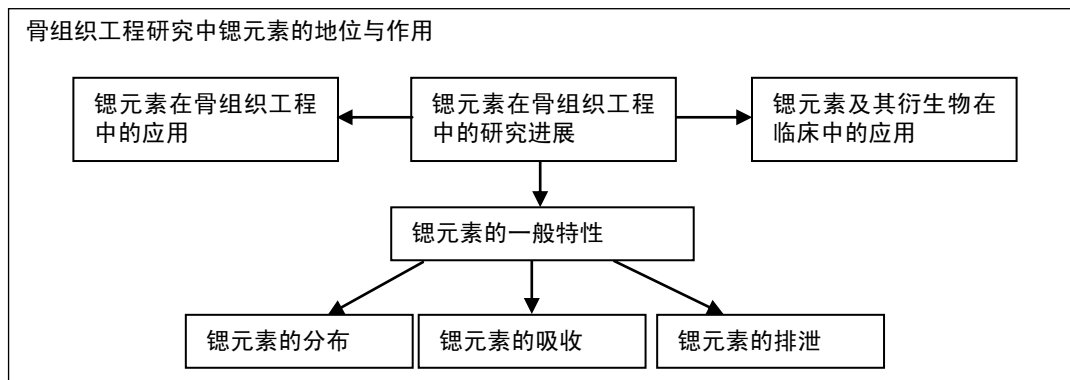 骨组织工程研究中锶元素的地位与作用
锶元素在骨组织工程
中的应用
锶元素在骨组织工程
中的研究进展
锶元素及其衍生物在
临床中的应用
锶元素的一般特性
锶元素的分布
锶元素的吸收
锶元素的排泄